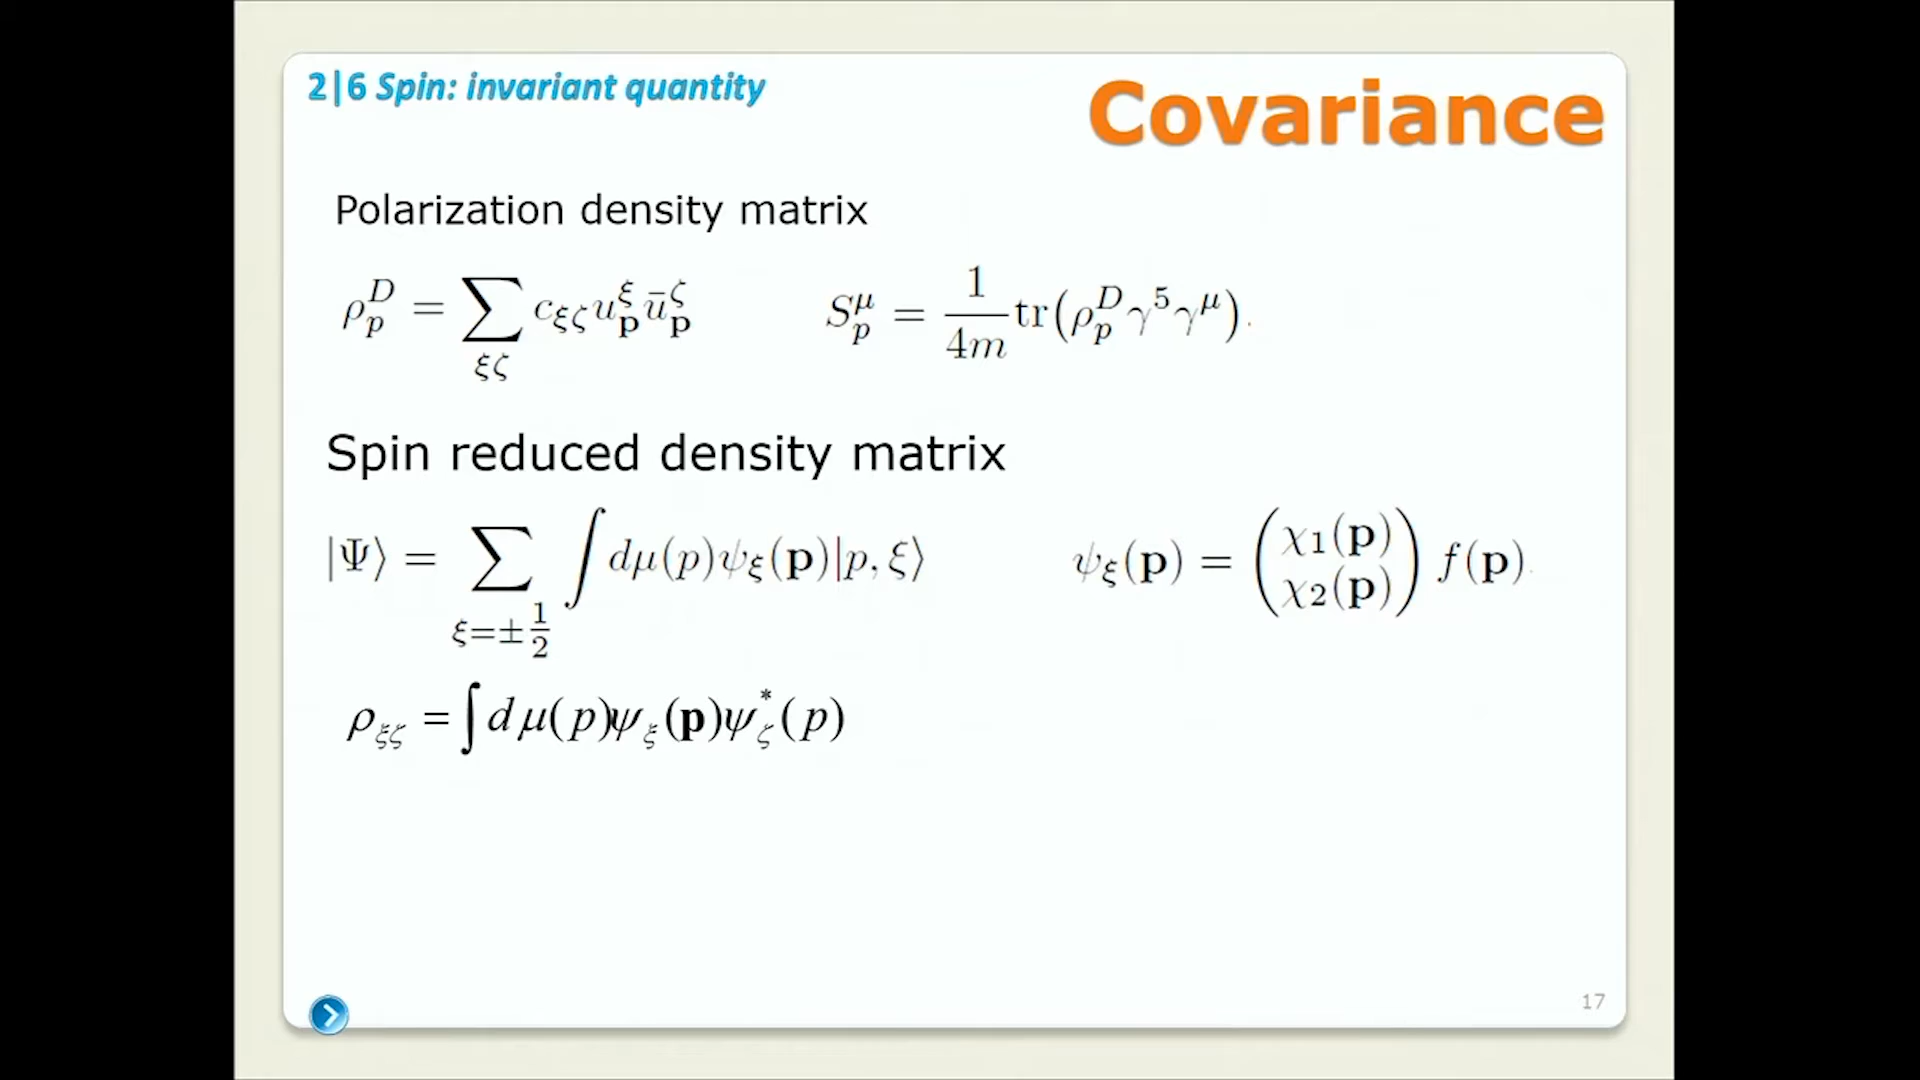 2|6 Spin: invariant quantity
Covariance
Polarization density matrix
ρ_p^D = ∑_{ξζ} c_{ξζ} u_𝐩^ξ ū_𝐩^ζ
S_p^μ = 1/4m tr(ρ_p^D γ^5 γ^μ).
Spin reduced density matrix
|Ψ⟩ = ∑_{ξ=±1/2} ∫ dμ(p)ψ_ξ(𝐩)|p, ξ⟩
ψ_ξ(𝐩) = (χ_1(𝐩) χ_2(𝐩)) f(𝐩).
ρ_{ξζ} = ∫ dμ(p)ψ_ξ(𝐩)ψ_ζ^*(p)
17